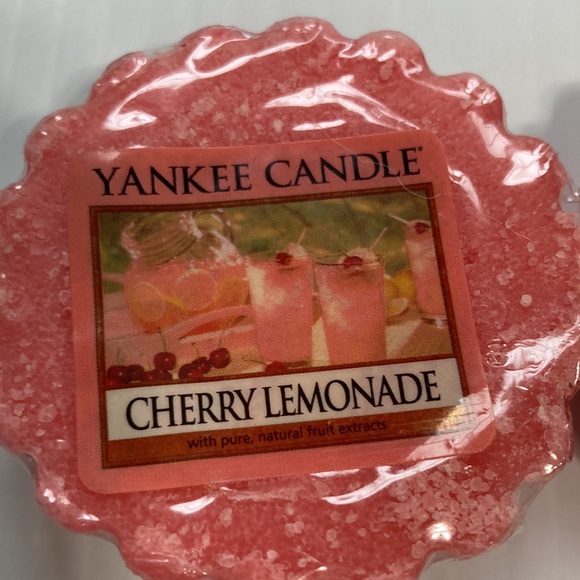 YANKEE CANDLE®
CHERRY LEMONADE
with pure, natural fruit extracts